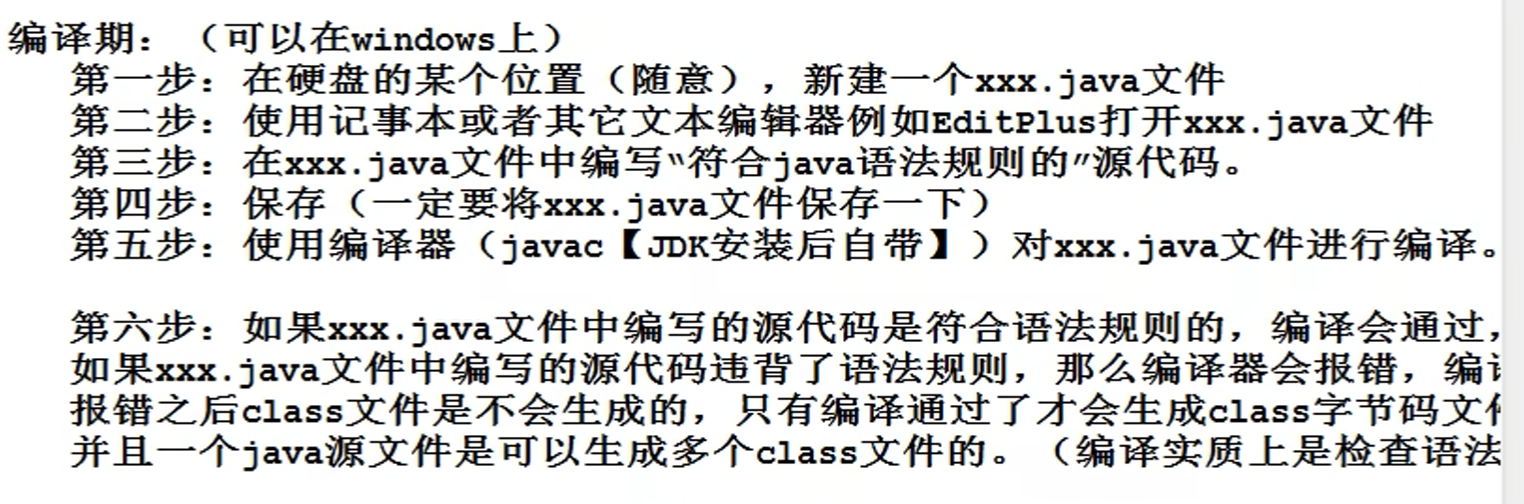 编译期：（可以在windows上）
第一步：在硬盘的某个位置（随意），新建一个xxx.java文件
第二步：使用记事本或者其它文本编辑器例如EditPlus打开xxx.java文件
第三步：在xxx.java文件中编写“符合java语法规则的”源代码。
第四步：保存（一定要将xxx.java文件保存一下）
第五步：使用编译器（javac【JDK安装后自带】）对xxx.java文件进行编译。
第六步：如果xxx.java文件中编写的源代码是符合语法规则的，编译会通过，
如果xxx.java文件中编写的源代码违背了语法规则，那么编译器会报错，编
报错之后class文件是不会生成的，只有编译通过了才会生成class字节码文
并且一个java源文件是可以生成多个class文件的。（编译实质上是检查语法